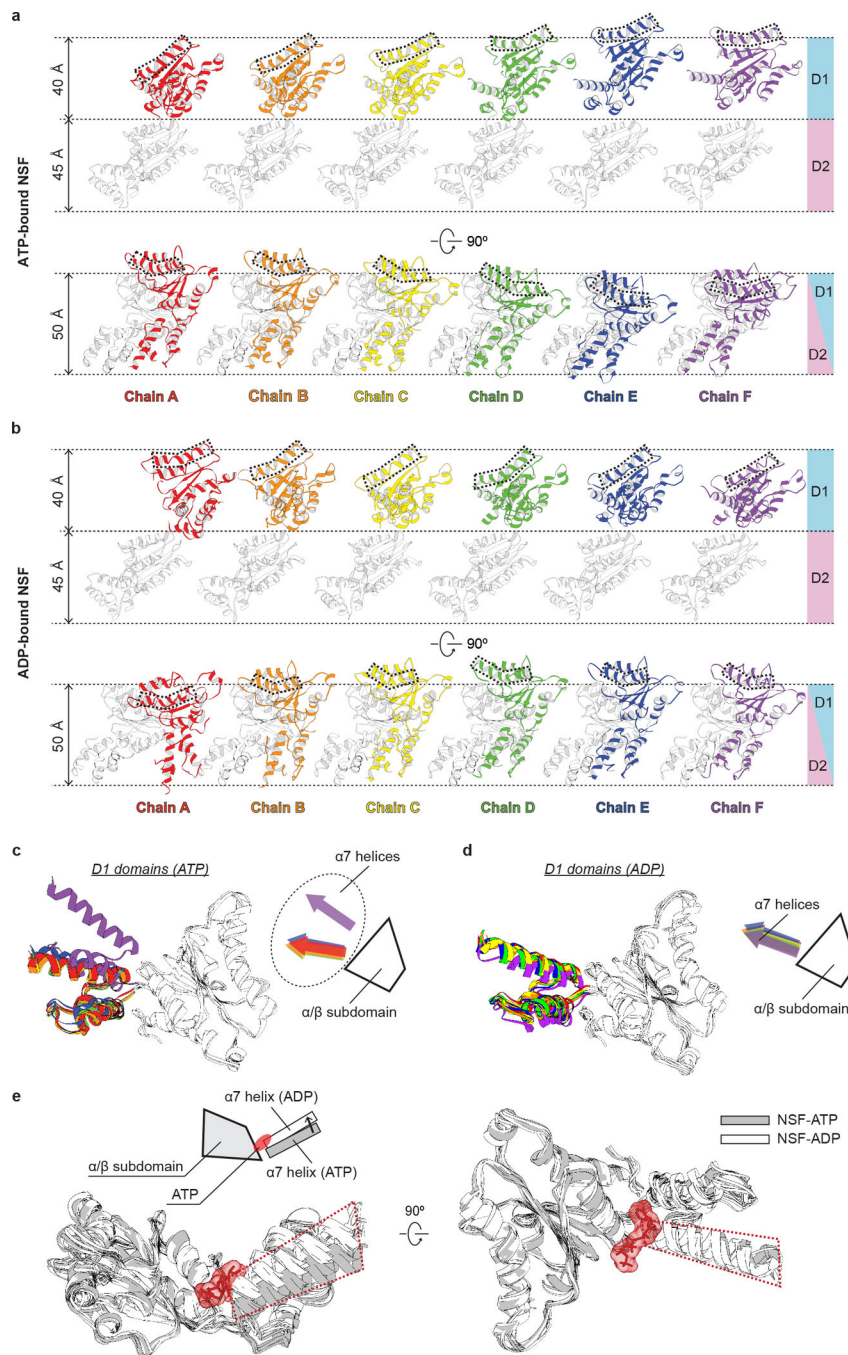 a
40 Å
D1
ATP-bound NSF
45 Å
D2
90º
50 Å
D1
D2
Chain A Chain B Chain C Chain D Chain E Chain F
b
40 Å
D1
ADP-bound NSF
45 Å
D2
90º
50 Å
D1
D2
Chain A Chain B Chain C Chain D Chain E Chain F
c
D1 domains (ATP)
α7 helices
α/β subdomain
d
D1 domains (ADP)
α7 helices
α/β subdomain
e
α7 helix (ADP)
α/β subdomain
ATP
α7 helix (ATP)
90º
NSF-ATP
NSF-ADP